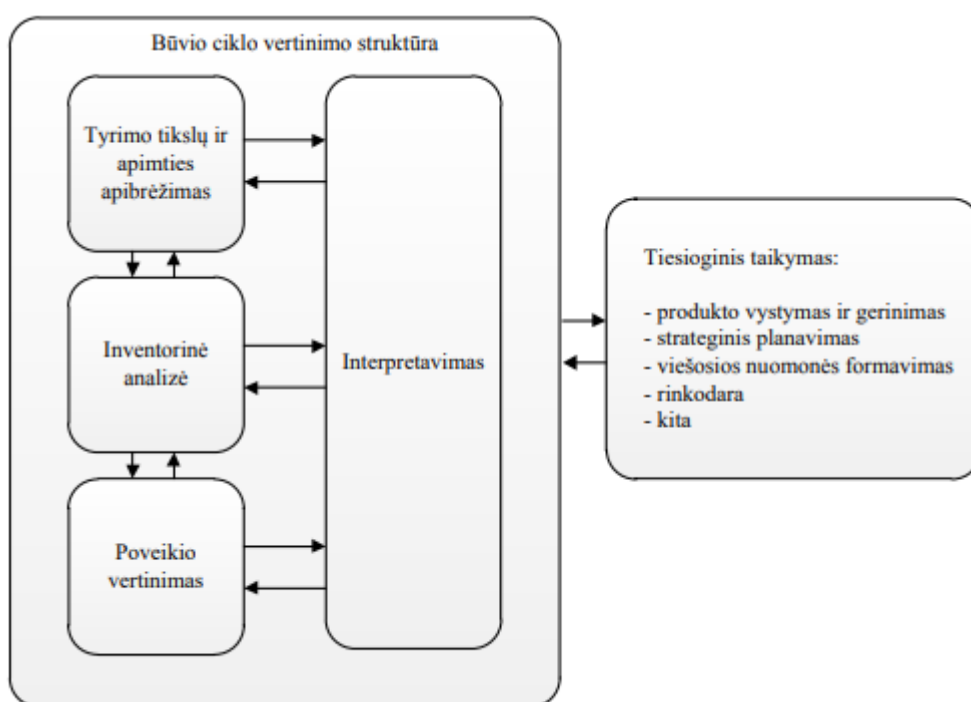 Būvio ciklo vertinimo struktūra
Tyrimo tikslų ir
apimties
apibrėžimas
Inventorinė
analizė
Poveikio
vertinimas
Interpretavimas
Tiesioginis taikymas:
- produkto vystymas ir gerinimas
- strateginis planavimas
- viešosios nuomonės formavimas
- rinkodara
- kita